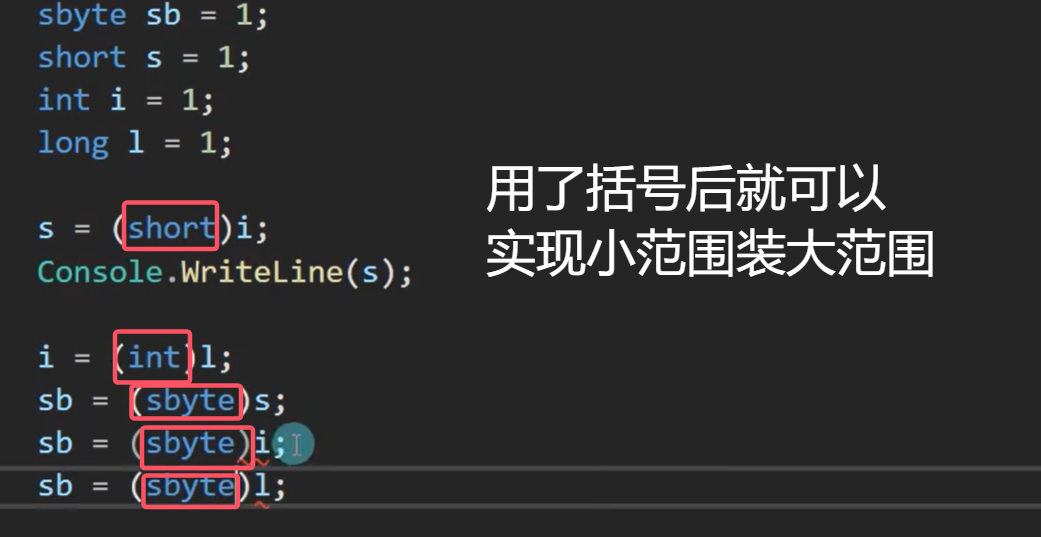 sbyte sb = 1;
short s = 1;
int i = 1;
long l = 1;
用了括号后就可以
实现小范围装大范围
s = (short)i;
Console.WriteLine(s);
i = (int)l;
sb = (sbyte)s;
sb = (sbyte)i;
sb = (sbyte)l;